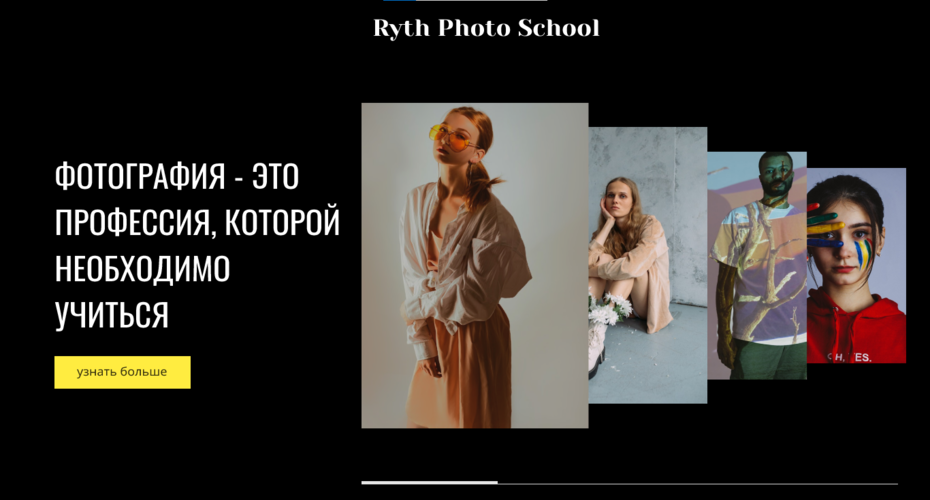 Ryth Photo School
ФОТОГРАФИЯ - ЭТО
ПРОФЕССИЯ, КОТОРОЙ
НЕОБХОДИМО
УЧИТЬСЯ
узнать больше